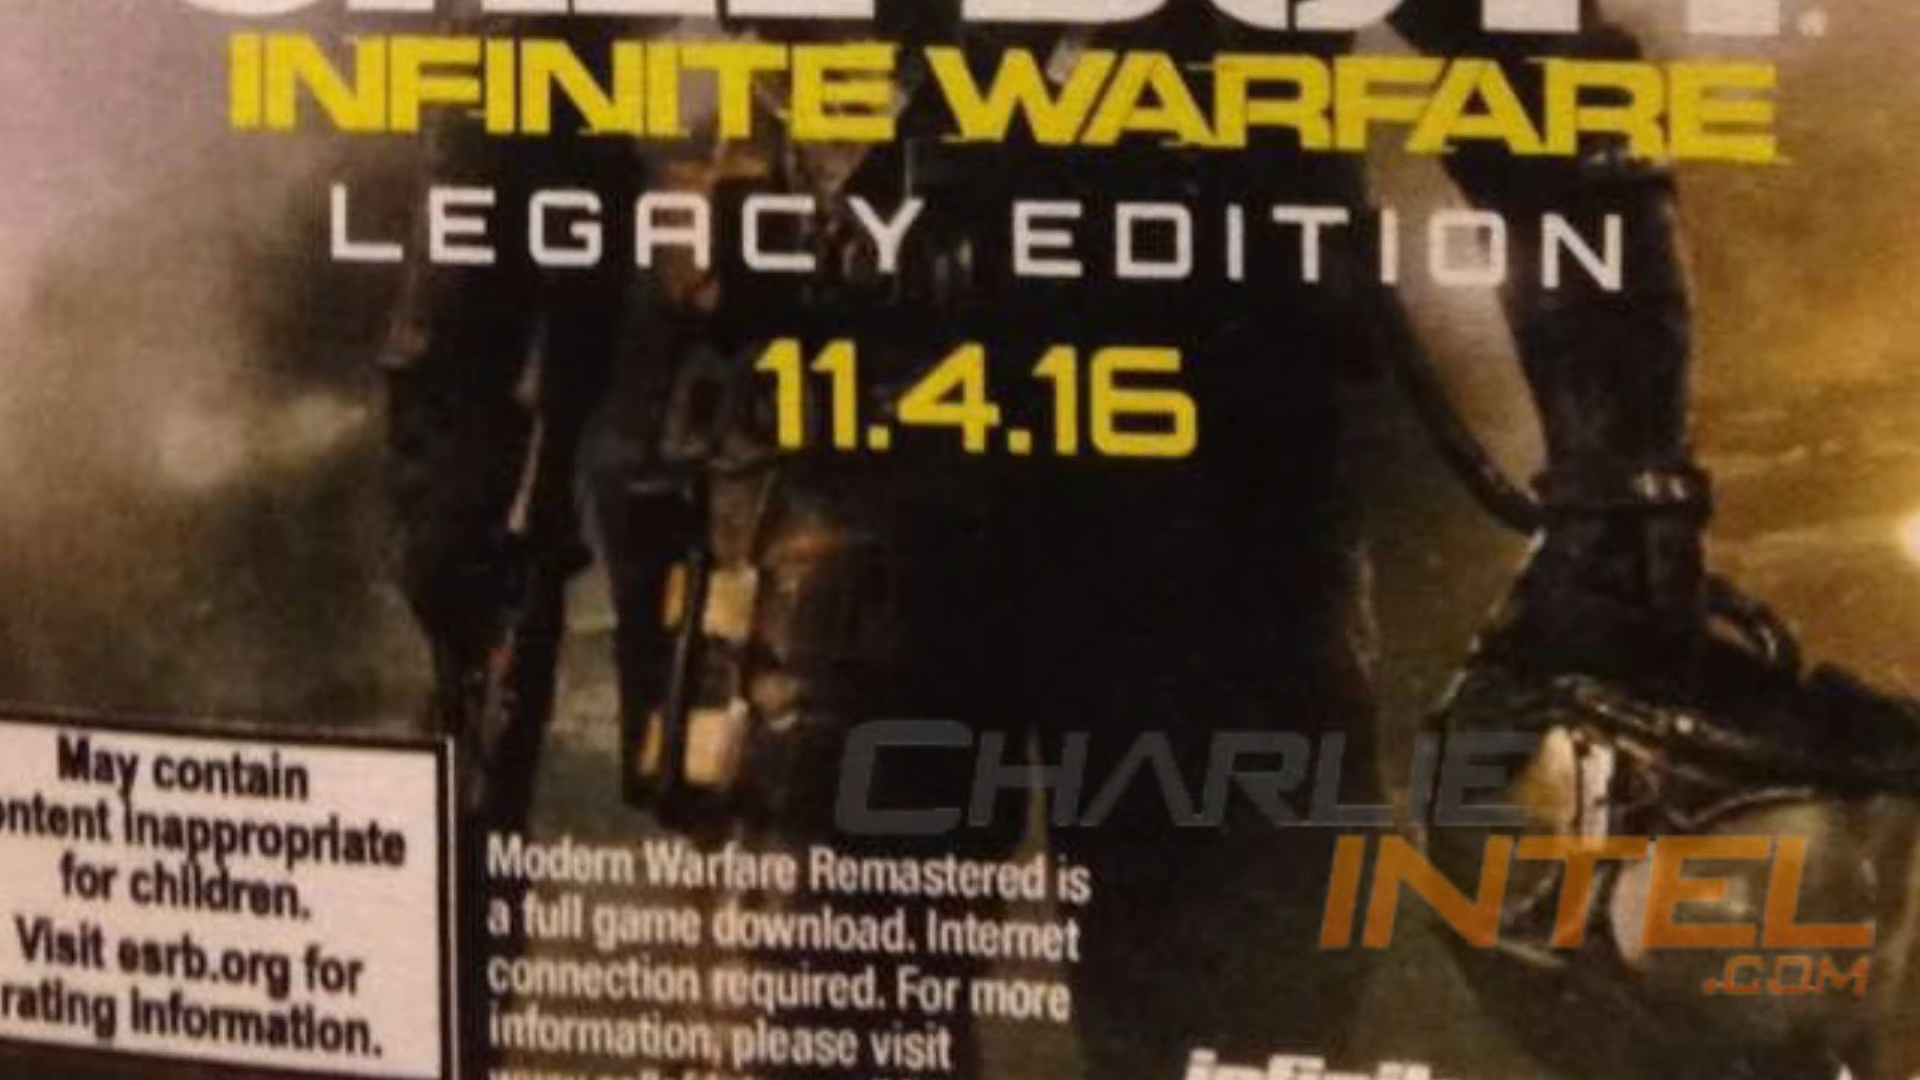 INFINITE WARFARE
LEGACY EDITION
11.4.16
May contain
ontent inappropriate
for children.
Visit esrb.org for
rating information.
Modern Warfare Remastered is
a full game download. Internet
connection required. For more
information, please visit
CHARLIE
INTEL
.COM